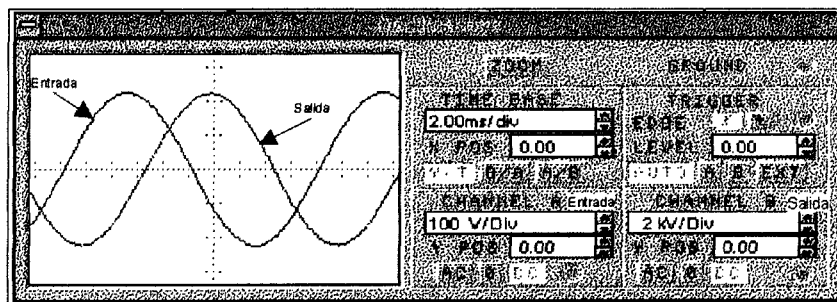 Entrada
Salida
ZOOM
GROUND
TIME BASE
2.00ms/div
X POS 0.00
Y/T B/A A/B
TRIGGER
EDGE
LEVEL 0.00
AUTO A B EXT
CHANNEL A Entrada
100 V/Div
Y POS 0.00
AC 0 DC
CHANNEL B Salida
2 kV/Div
Y POS 0.00
AC 0 DC